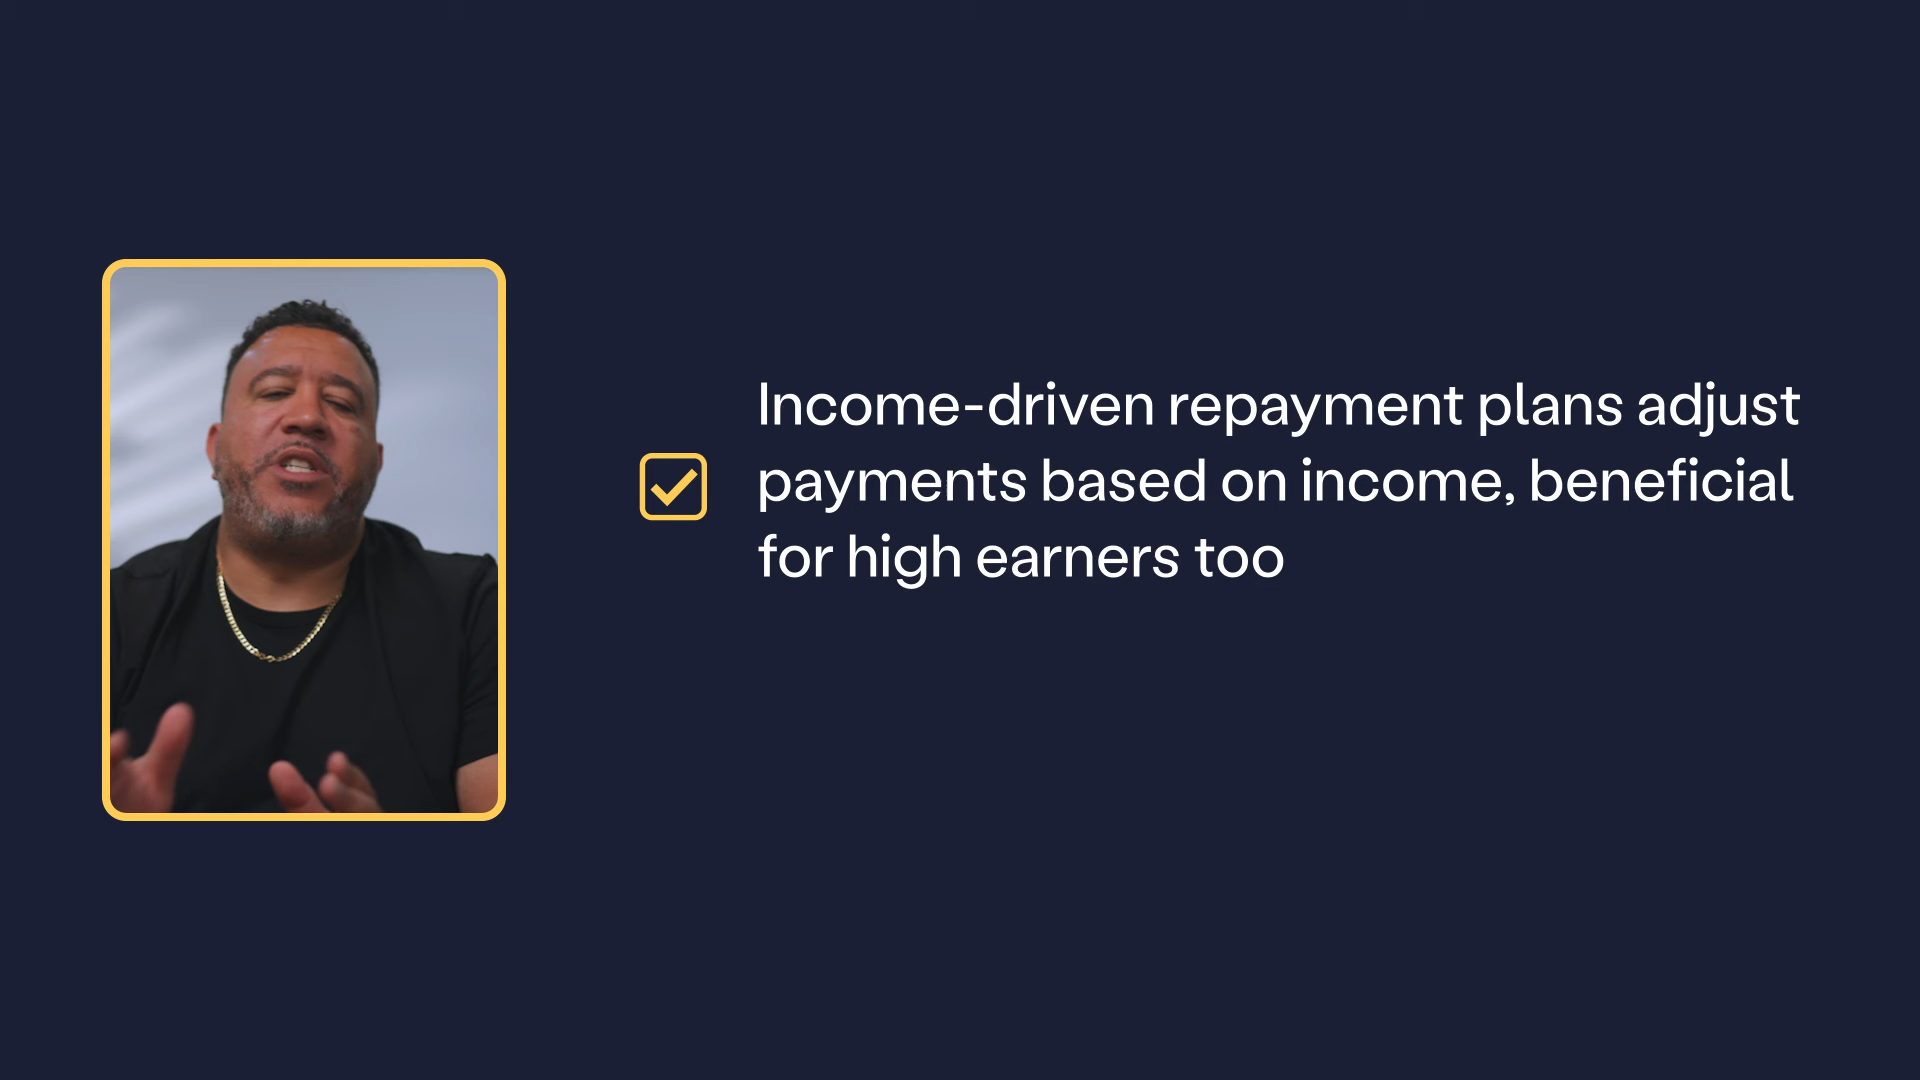 Income-driven repayment plans adjust
payments based on income, beneficial
for high earners too